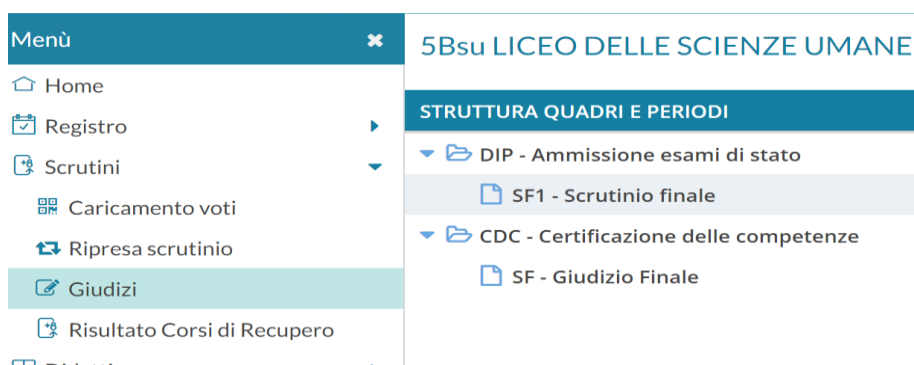 Menù
Home
Registro
Scrutini
Caricamento voti
Ripresa scrutinio
Giudizi
Risultato Corsi di Recupero
5Bsu LICEO DELLE SCIENZE UMANE
STRUTTURA QUADRI E PERIODI
DIP - Ammissione esami di stato
SF1 - Scrutinio finale
CDC - Certificazione delle competenze
SF - Giudizio Finale